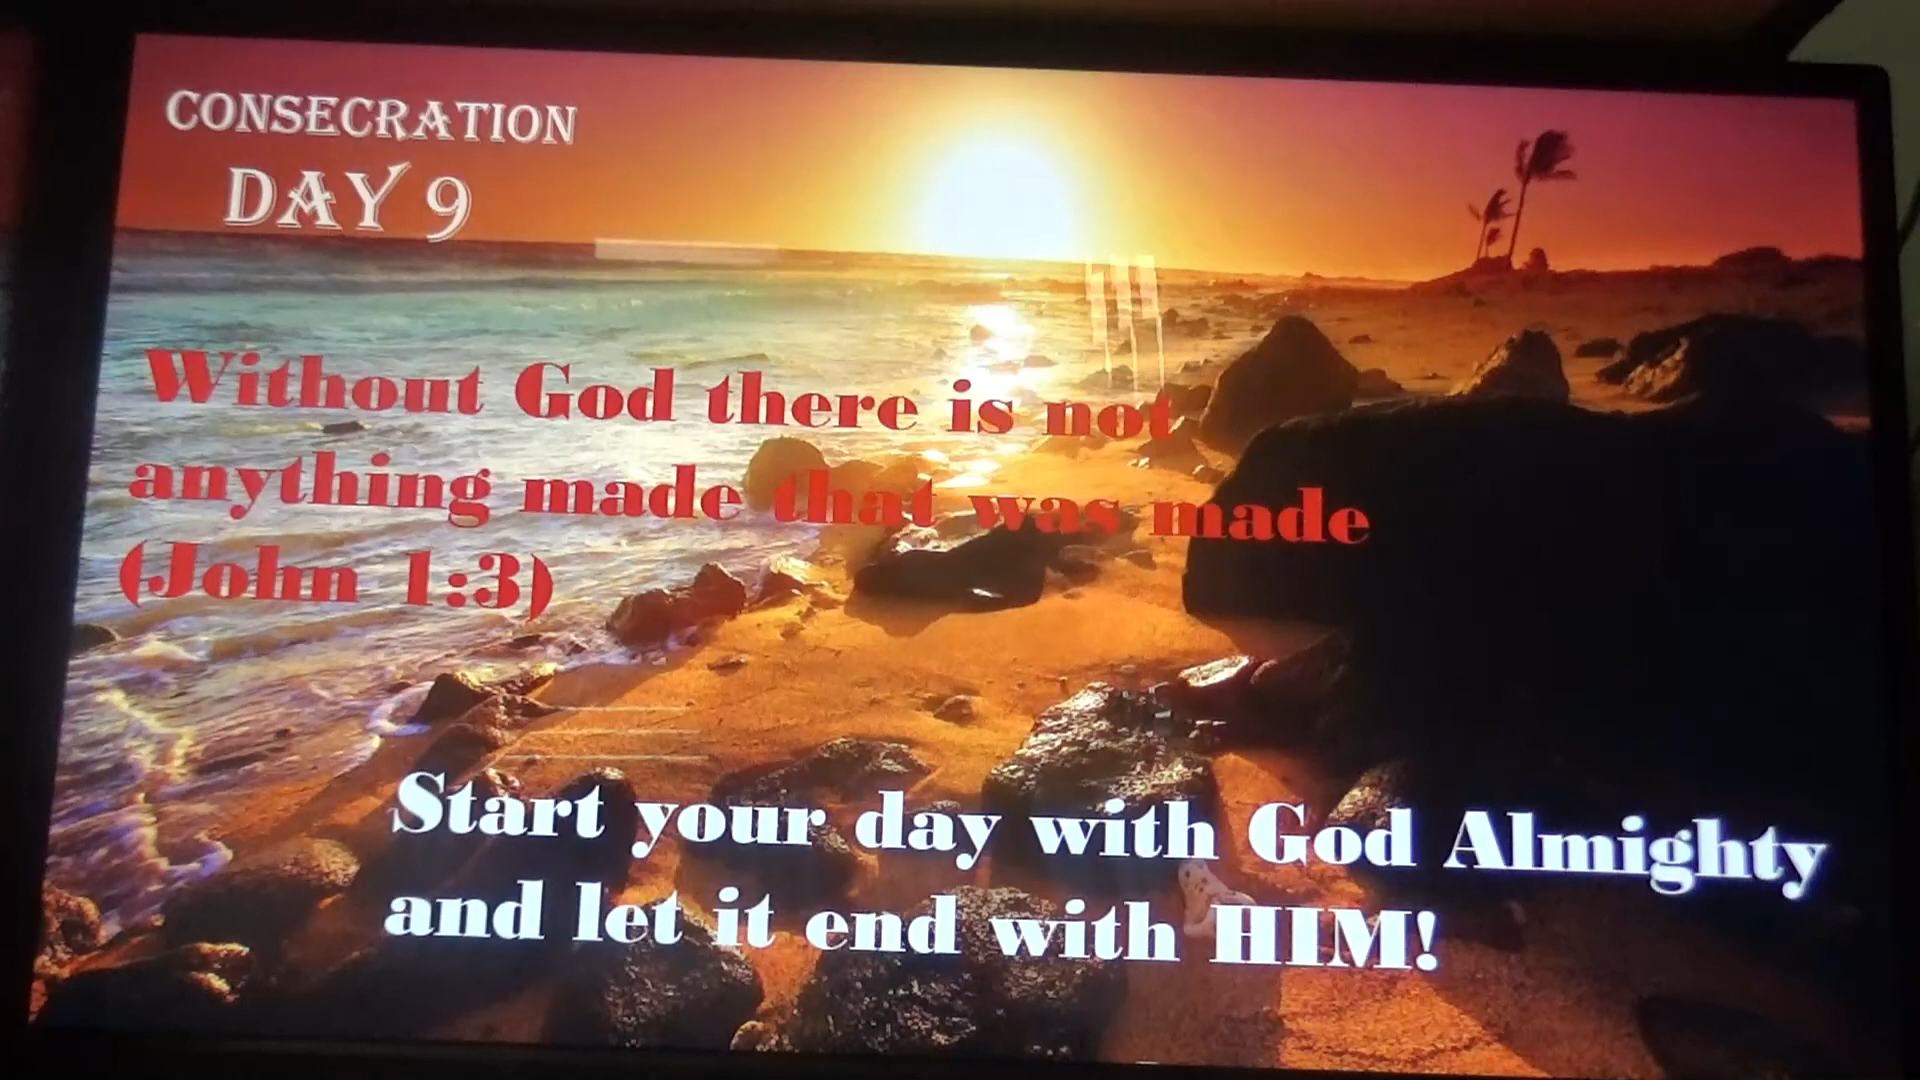 CONSECRATION
DAY 9
Without God there is not
anything made that was made
(John 1:3)
Start your day with God Almighty
and let it end with HIM!